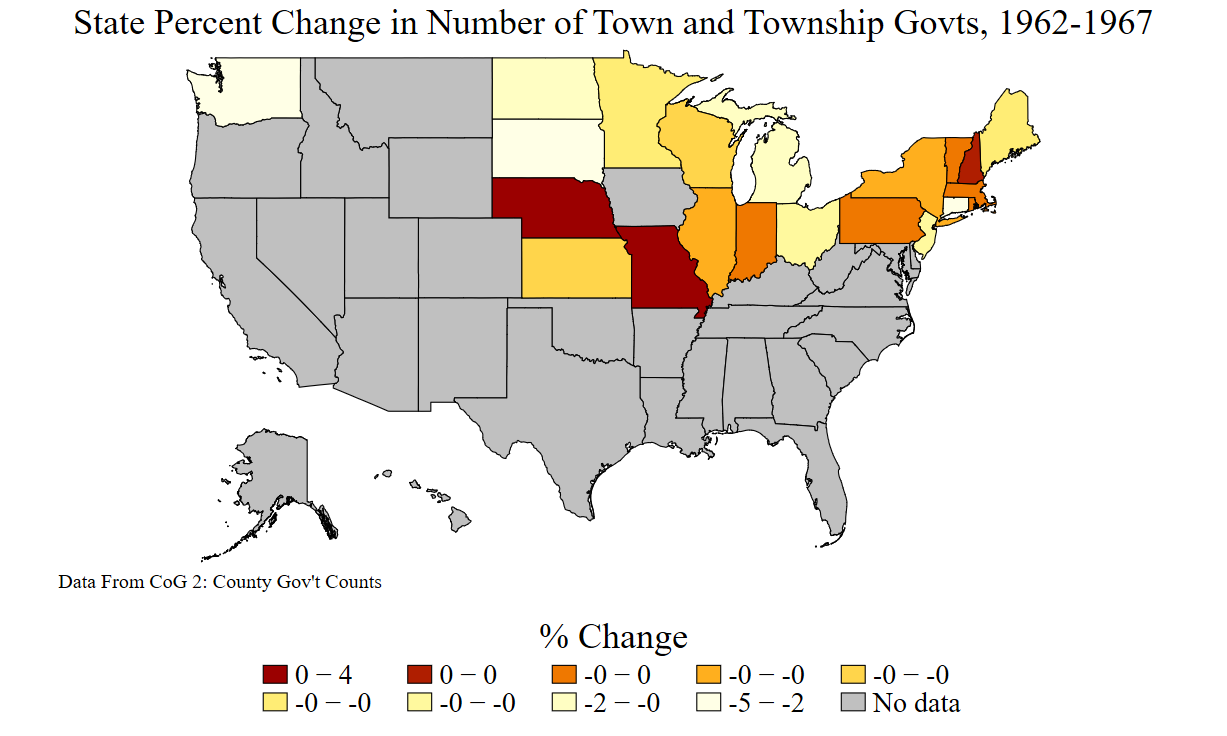 State Percent Change in Number of Town and Township Govts, 1962-1967
Data From CoG 2: County Gov't Counts
% Change
0 − 4 0 − 0 -0 − 0 -0 − -0 -0 − -0
-0 − -0 -0 − -0 -2 − -0 -5 − -2 No data